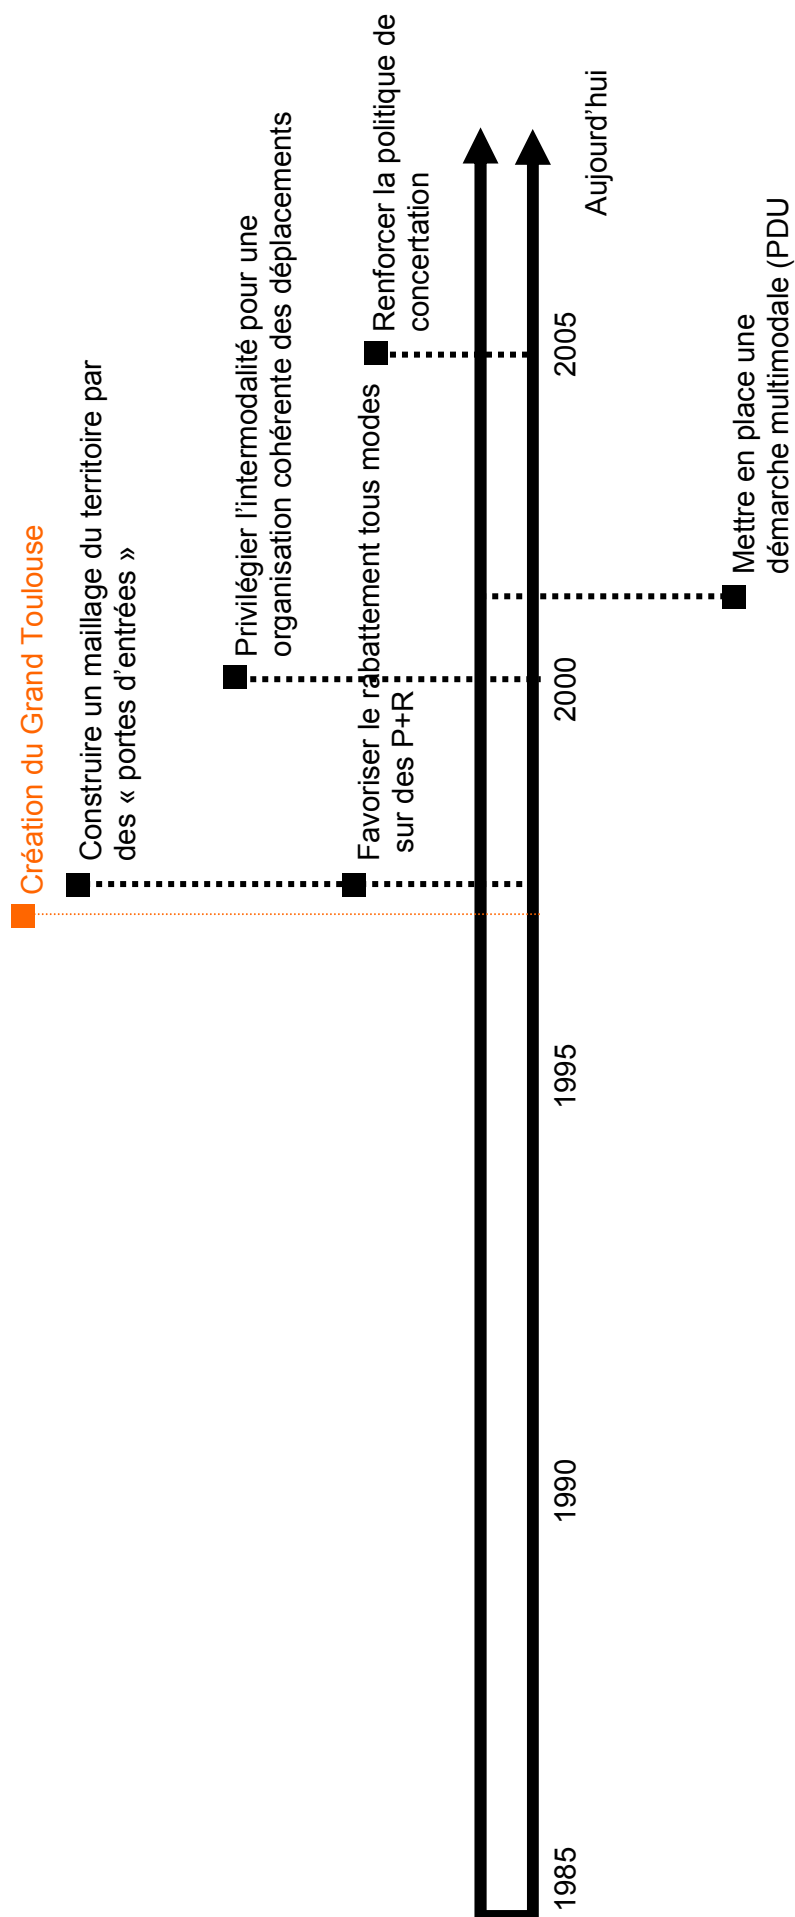 Création du Grand Toulouse
Construire un maillage du territoire par
des « portes d'entrées »
Privilégier l'intermodalité pour une
organisation cohérente des déplacements
Favoriser le rabattement tous modes
sur des P+R
Renforcer la politique de
concertation
1985
1990
1995
2000
2005
Aujourd'hui
Mettre en place une
démarche multimodale (PDU